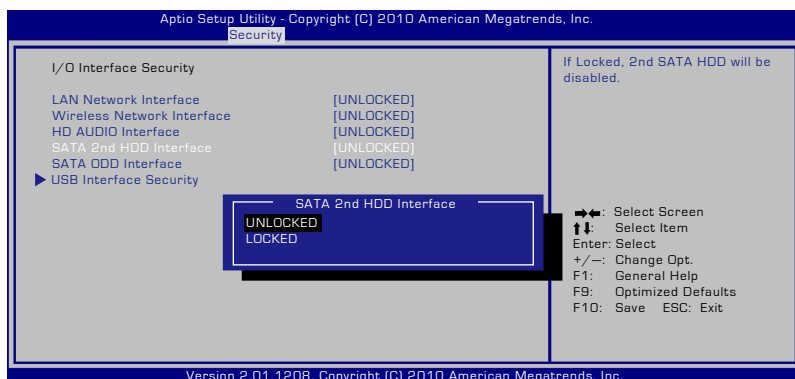 Aptio Setup Utility - Copyright (C) 2010 American Megatrends, Inc.
Security
I/O Interface Security
LAN Network Interface [UNLOCKED]
Wireless Network Interface [UNLOCKED]
HD AUDIO Interface [UNLOCKED]
SATA 2nd HDD Interface [UNLOCKED]
SATA ODD Interface [UNLOCKED]
USB Interface Security
SATA 2nd HDD Interface
UNLOCKED
LOCKED
If Locked, 2nd SATA HDD will be
disabled.
→←: Select Screen
↑↓: Select Item
Enter: Select
+/—: Change Opt.
F1: General Help
F9: Optimized Defaults
F10: Save ESC: Exit
Version 2.01.1208. Copyright (C) 2010 American Megatrends, Inc.